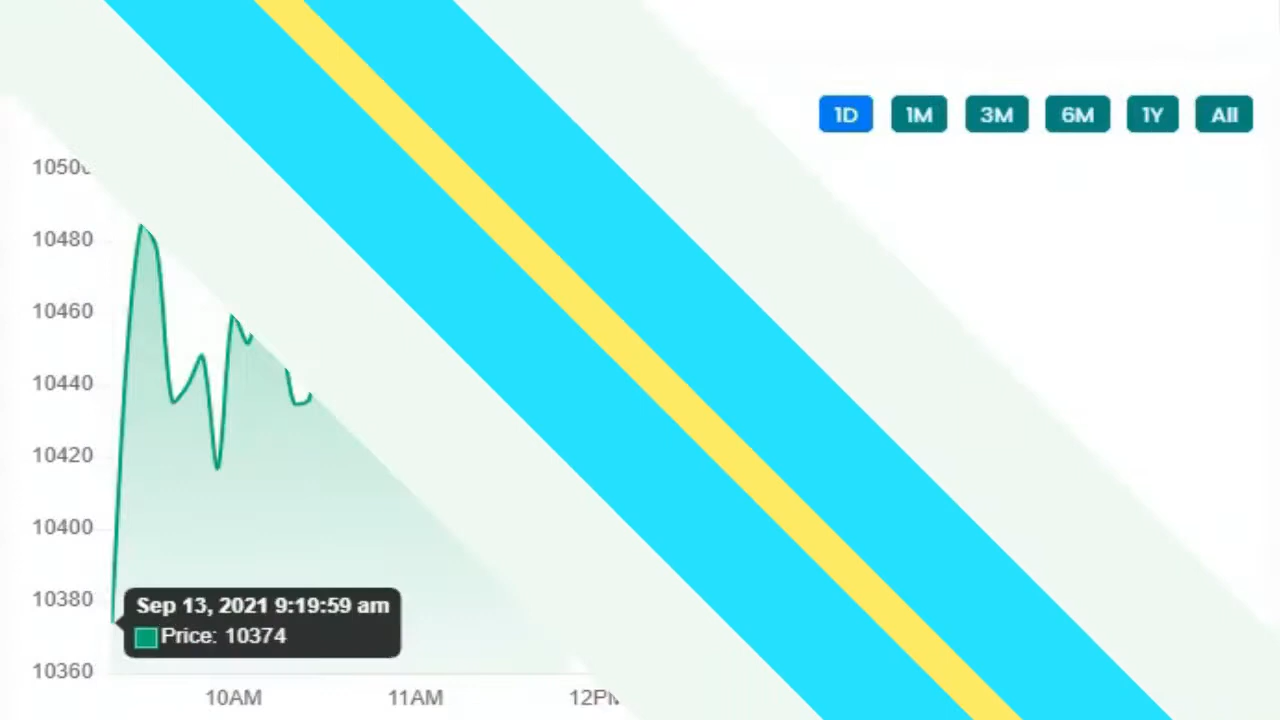 1D 1M 3M 6M 1Y All
10480
10460
10440
10420
10400
10380
Sep 13, 2021 9:19:59 am
Price: 10374
10360
10AM 11AM